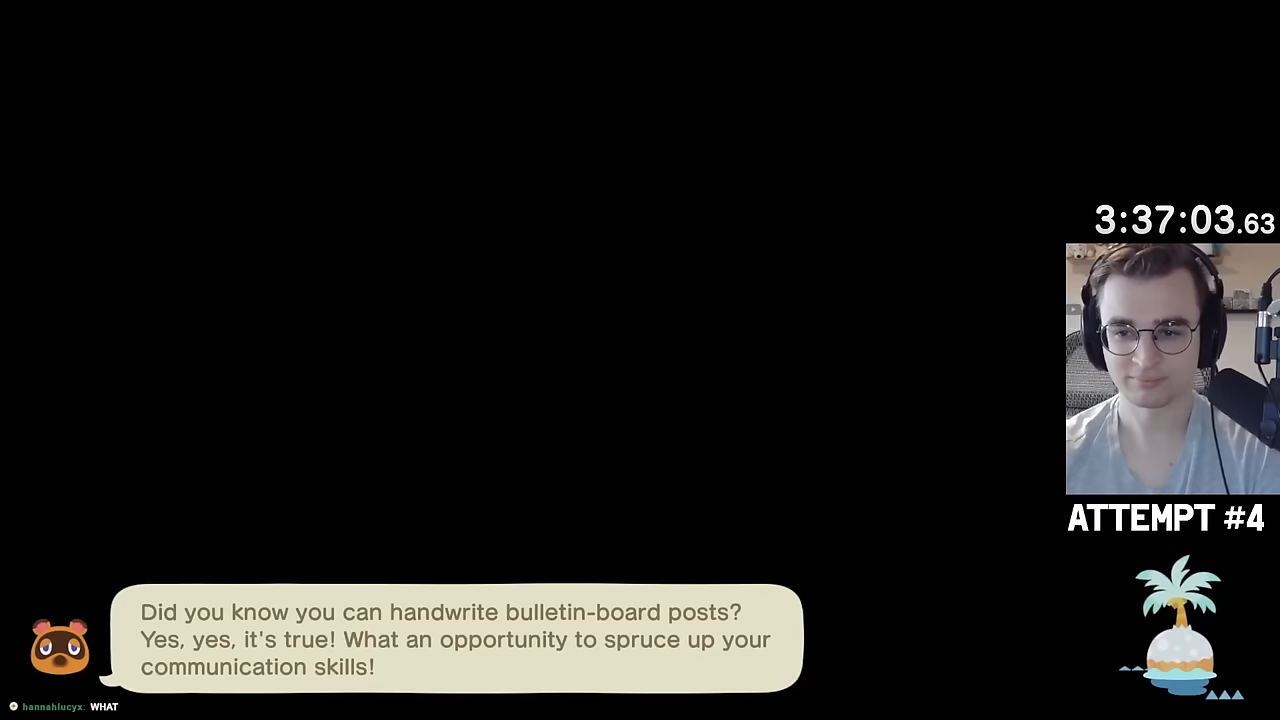 3:37:03.63
ATTEMPT #4
Did you know you can handwrite bulletin-board posts?
Yes, yes, it's true! What an opportunity to spruce up your
communication skills!
hannahlucyx: WHAT